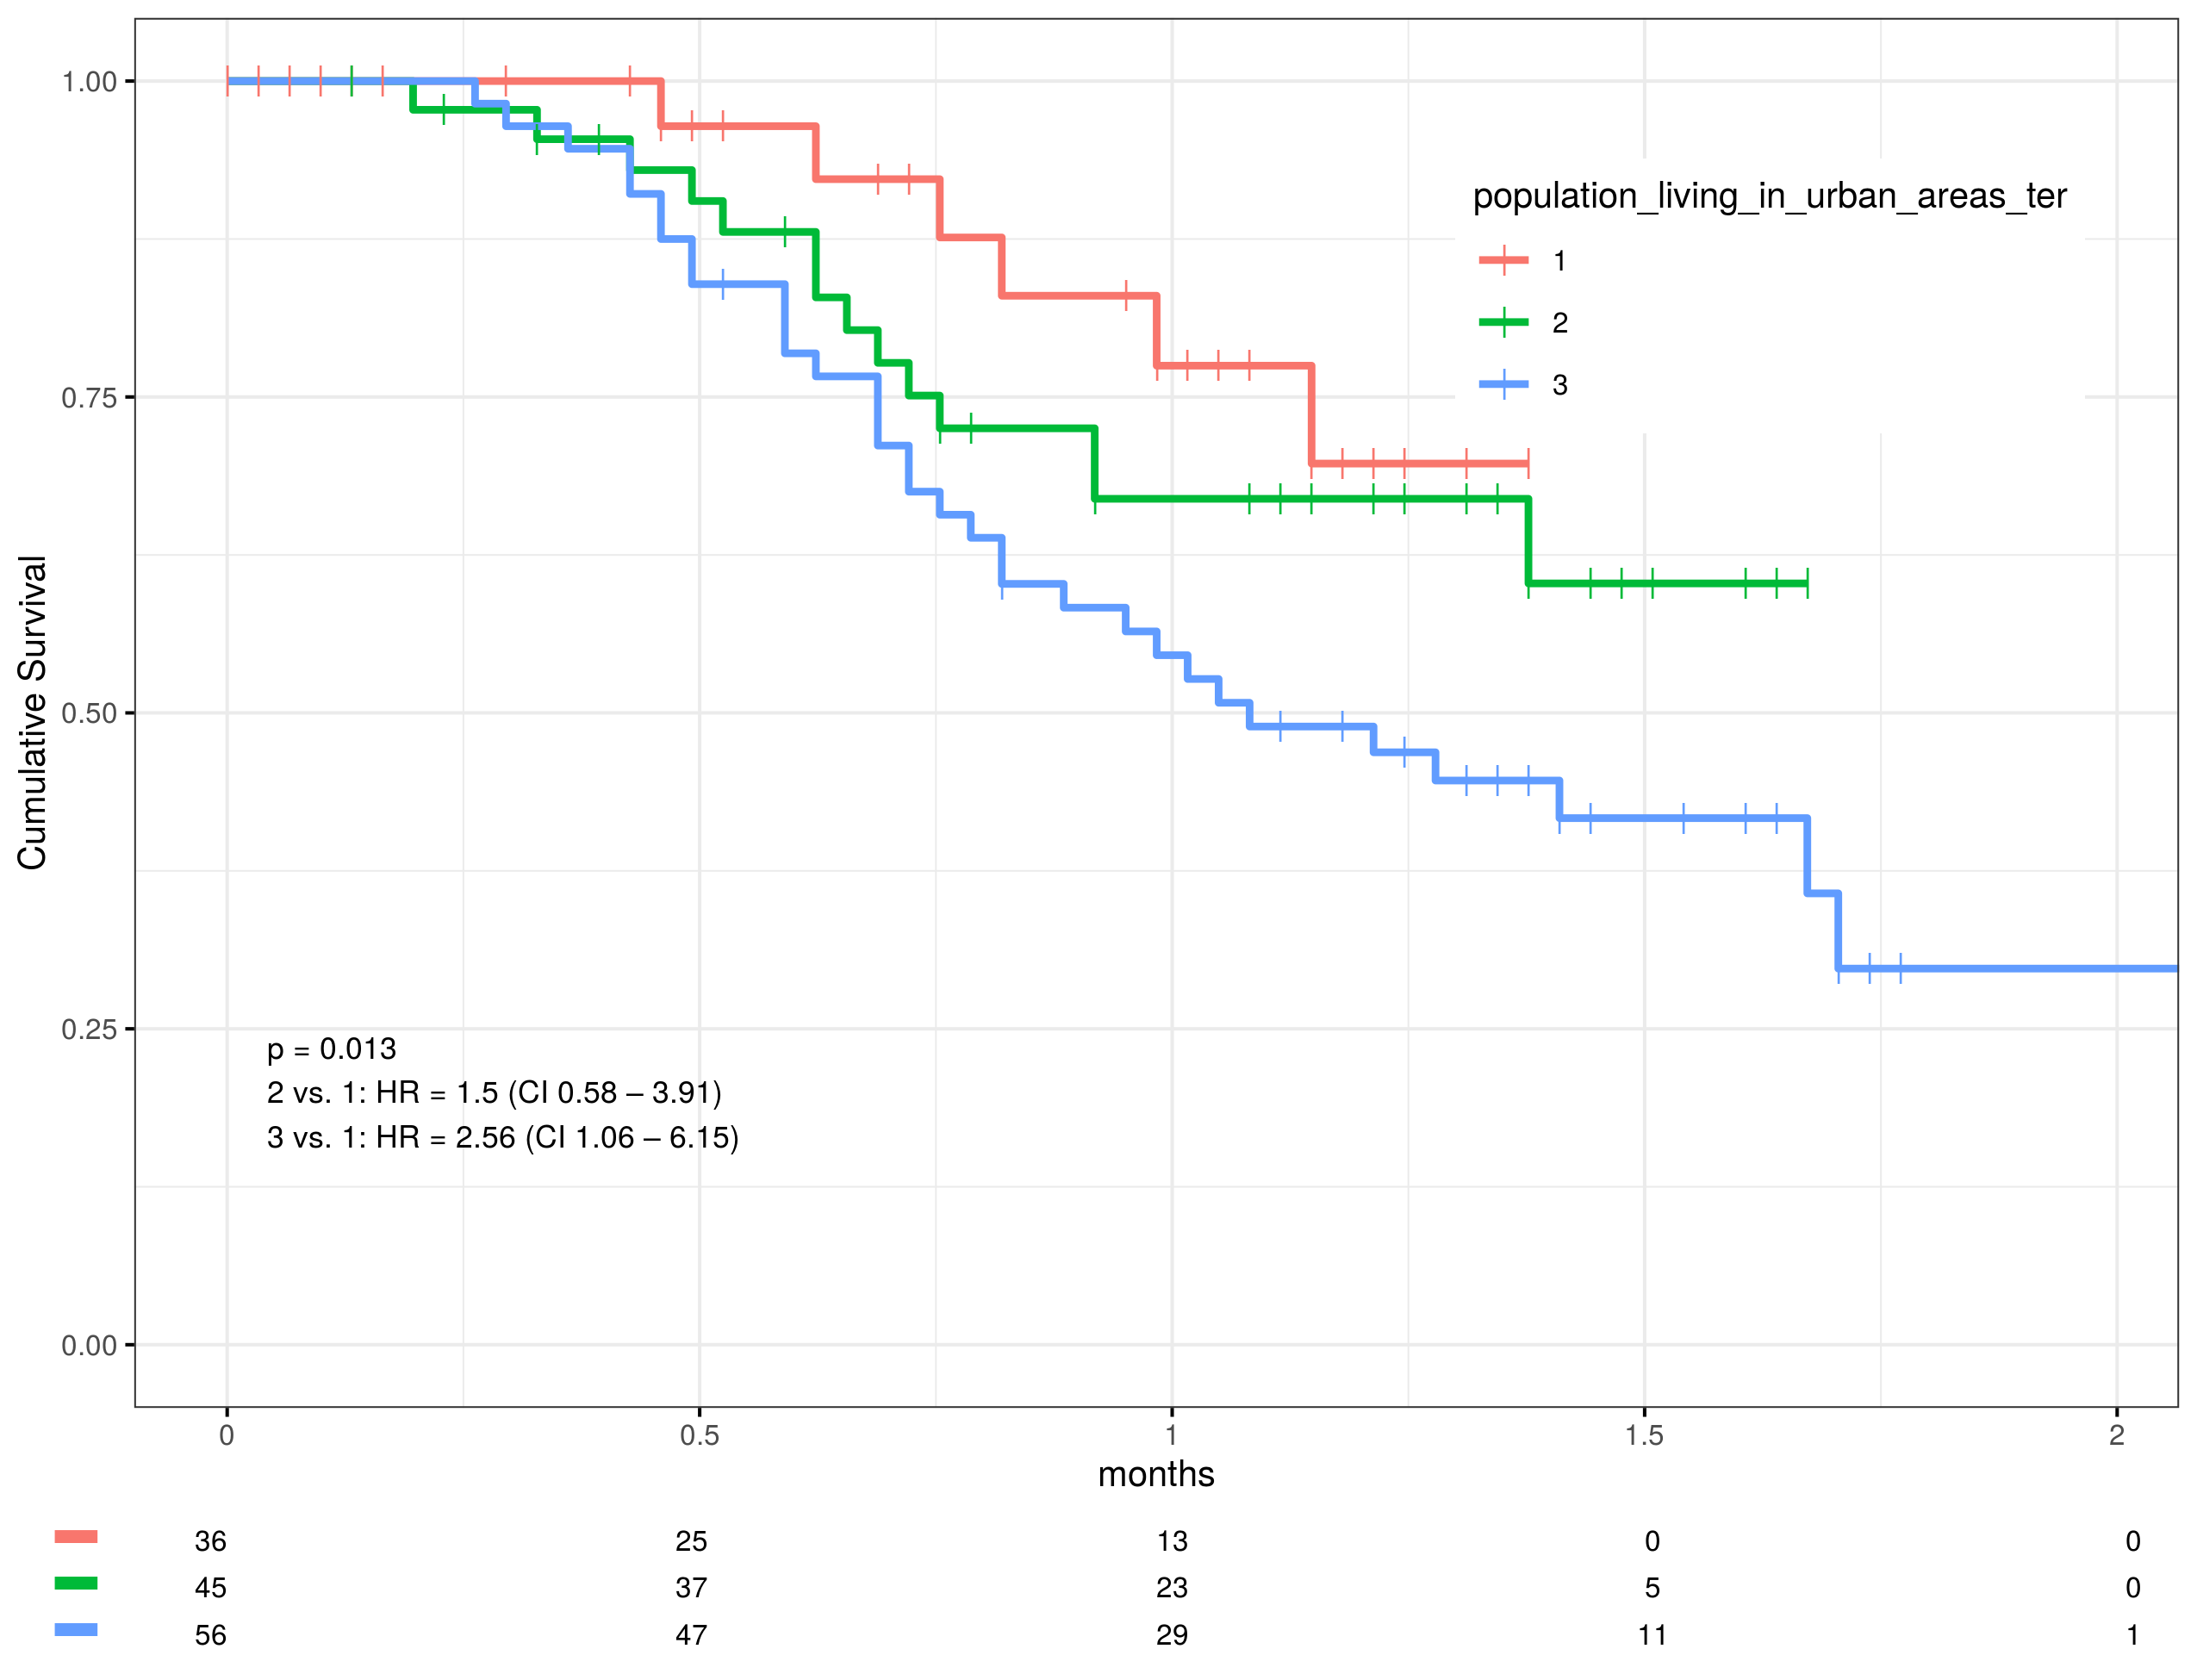 1.00
0.75
0.50
0.25
0.00
Cumulative Survival
population_living_in_urban_areas_ter
1
2
3
p = 0.013
2 vs. 1: HR = 1.5 (CI 0.58 – 3.91)
3 vs. 1: HR = 2.56 (CI 1.06 – 6.15)
0 0.5 1 1.5 2
months
36 25 13 0 0
45 37 23 5 0
56 47 29 11 1